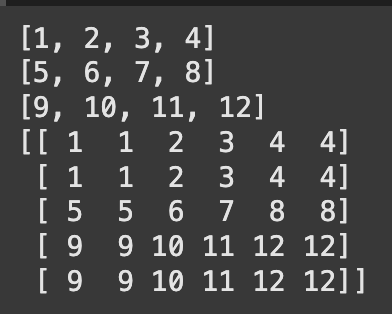 [1, 2, 3, 4]
[5, 6, 7, 8]
[9, 10, 11, 12]
[[ 1  1  2  3  4  4]
 [ 1  1  2  3  4  4]
 [ 5  5  6  7  8  8]
 [ 9  9 10 11 12 12]
 [ 9  9 10 11 12 12]]